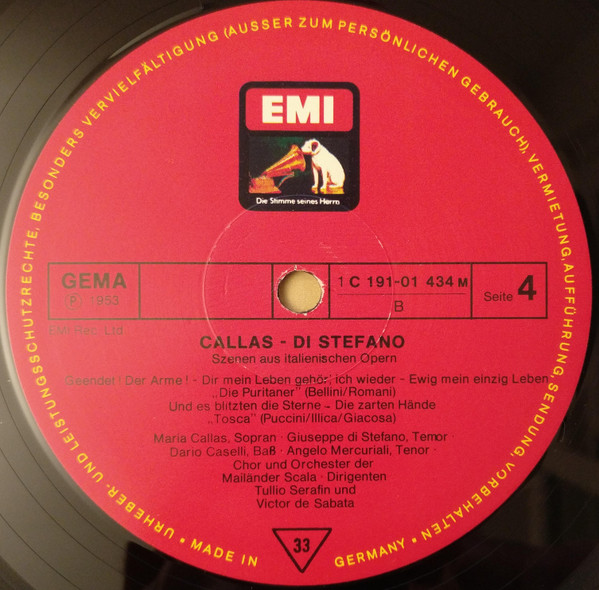 URHEBER- UND LEISTUNGSSCHUTZRECHTE, BESONDERS VERVIELFÄLTIGUNG (AUSSER ZUM PERSÖNLICHEN GEBRAUCH), VERMIETUNG, AUFFÜHRUNG, SENDUNG, VORBEHALTEN •
EMI
Die Stimme seines Herrn
GEMA
Ⓟ 1953
1 C 191-01 434 M
B
Seite 4
EMI Rec. Ltd.
CALLAS - DI STEFANO
Szenen aus italienischen Opern
Geendet! Der Arme! - Dir mein Leben gehör, ich wieder - Ewig mein einzig Leben
„Die Puritaner" (Bellini/Romani)
Und es blitzten die Sterne - Die zarten Hände
„Tosca" (Puccini/Illica/Giacosa)
Maria Callas, Sopran · Giuseppe di Stefano, Temor ·
Dario Caselli, Baß · Angelo Mercuriali, Tenor ·
Chor und Orchester der
Mailänder Scala · Dirigenten
Tullio Serafin und
Victor de Sabata
33
• MADE IN GERMANY •